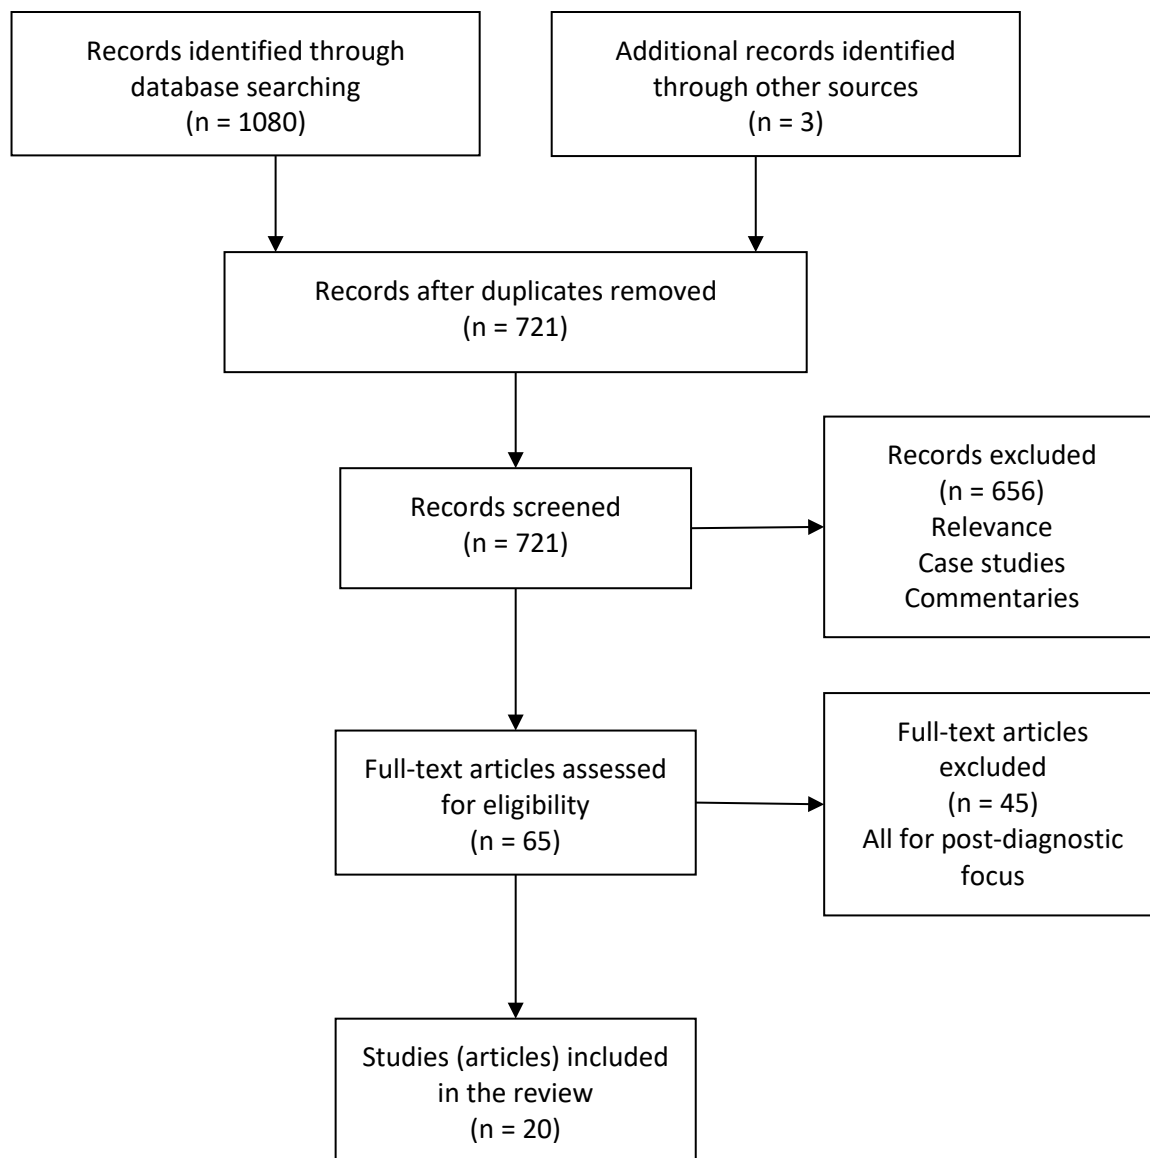 Records identified through
database searching
(n = 1080)
Additional records identified
through other sources
(n = 3)
Records after duplicates removed
(n = 721)
Records screened
(n = 721)
Records excluded
(n = 656)
Relevance
Case studies
Commentaries
Full-text articles assessed
for eligibility
(n = 65)
Full-text articles
excluded
(n = 45)
All for post-diagnostic
focus
Studies (articles) included
in the review
(n = 20)